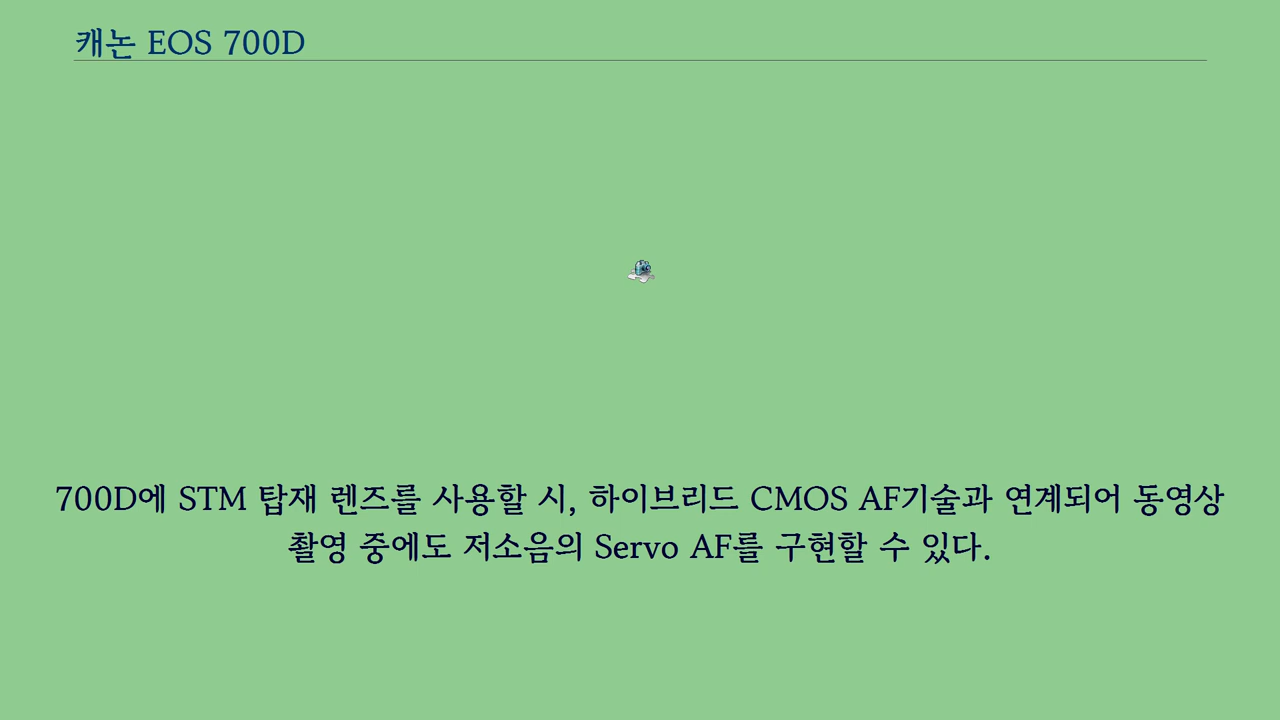 캐논 EOS 700D
700D에 STM 탑재 렌즈를 사용할 시, 하이브리드 CMOS AF기술과 연계되어 동영상
촬영 중에도 저소음의 Servo AF를 구현할 수 있다.